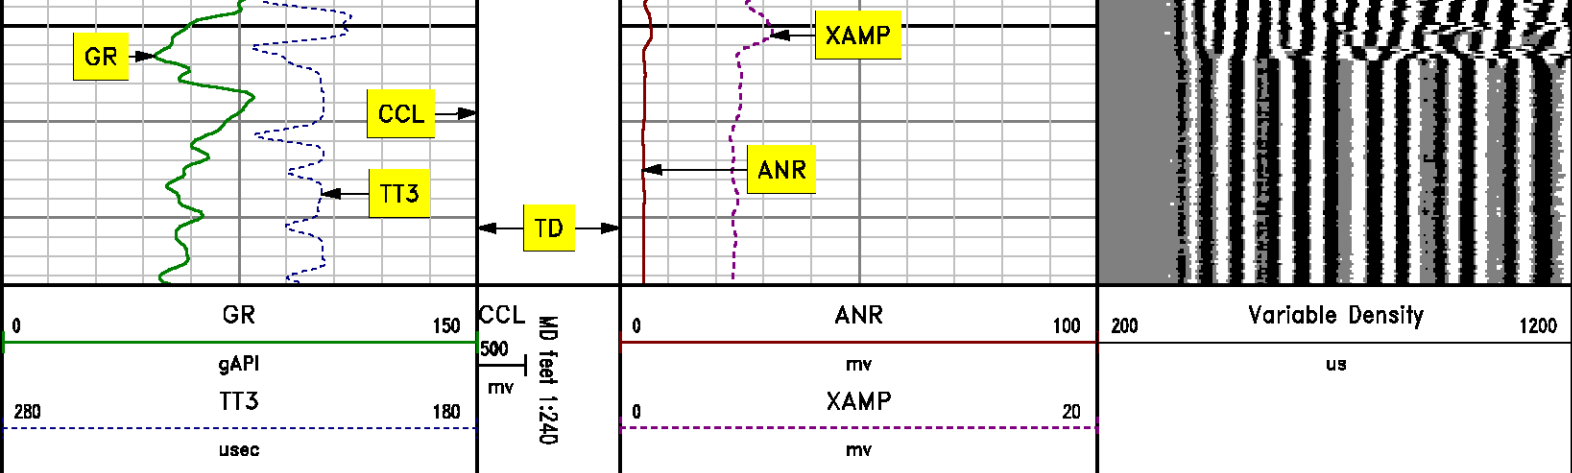 GR
XAMP
CCL
ANR
TT3
TD
GR
0 150
gAPI
TT3
280 180
usec
CCL
500
mv
MD feet 1:240
ANR
0 100
mv
XAMP
0 20
mv
Variable Density
200 1200
us